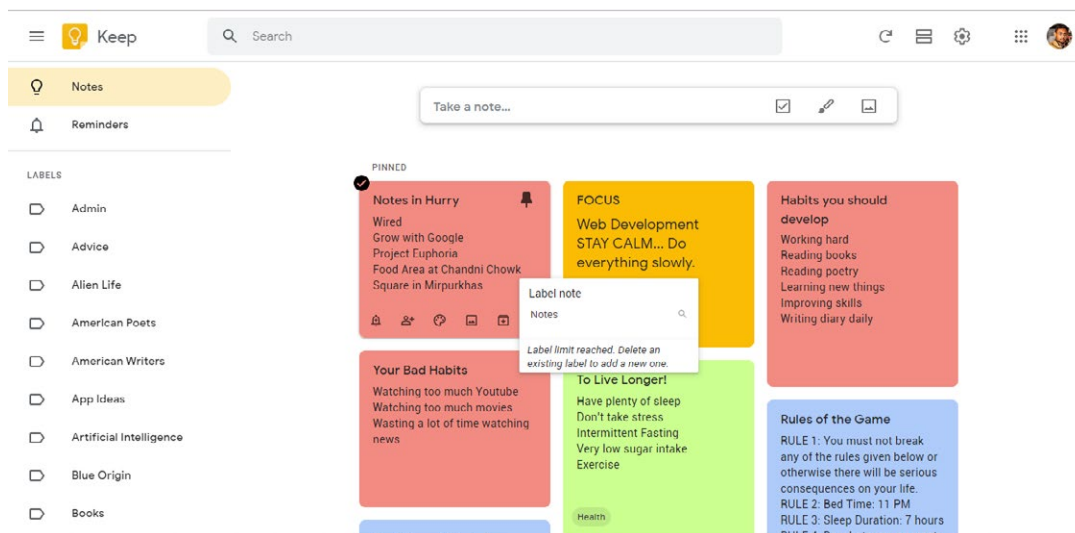 Keep
Search
Notes
Reminders
LABELS
Admin
Advice
Alien Life
American Poets
American Writers
App Ideas
Artificial Intelligence
Blue Origin
Books
Take a note...
PINNED
Notes in Hurry
Wired
Grow with Google
Project Euphoria
Food Area at Chandni Chowk
Square in Mirpurkhas
FOCUS
Web Development
STAY CALM... Do
everything slowly.
Habits you should
develop
Working hard
Reading books
Reading poetry
Learning new things
Improving skills
Writing diary daily
Label note
Notes
Label limit reached. Delete an
existing label to add a new one.
Your Bad Habits
Watching too much Youtube
Watching too much movies
Wasting a lot of time watching
news
To Live Longer!
Have plenty of sleep
Don't take stress
Intermittent Fasting
Very low sugar intake
Exercise
Health
Rules of the Game
RULE 1: You must not break
any of the rules given below or
otherwise there will be serious
consequences on your life.
RULE 2: Bed Time: 11 PM
RULE 3: Sleep Duration: 7 hours